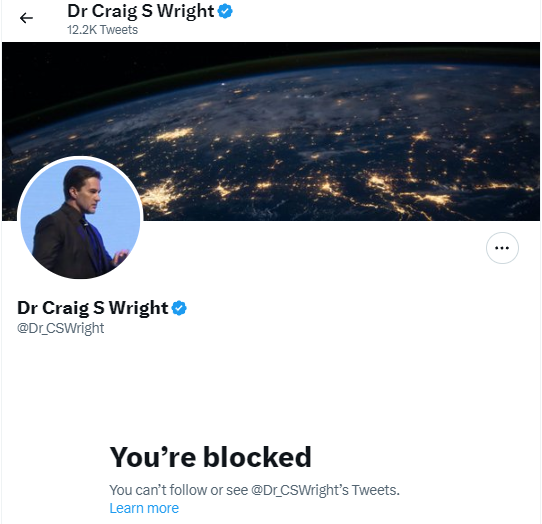 Dr Craig S Wright
12.2K Tweets
Dr Craig S Wright
@Dr_CSWright
You're blocked
You can't follow or see @Dr_CSWright's Tweets.
Learn more